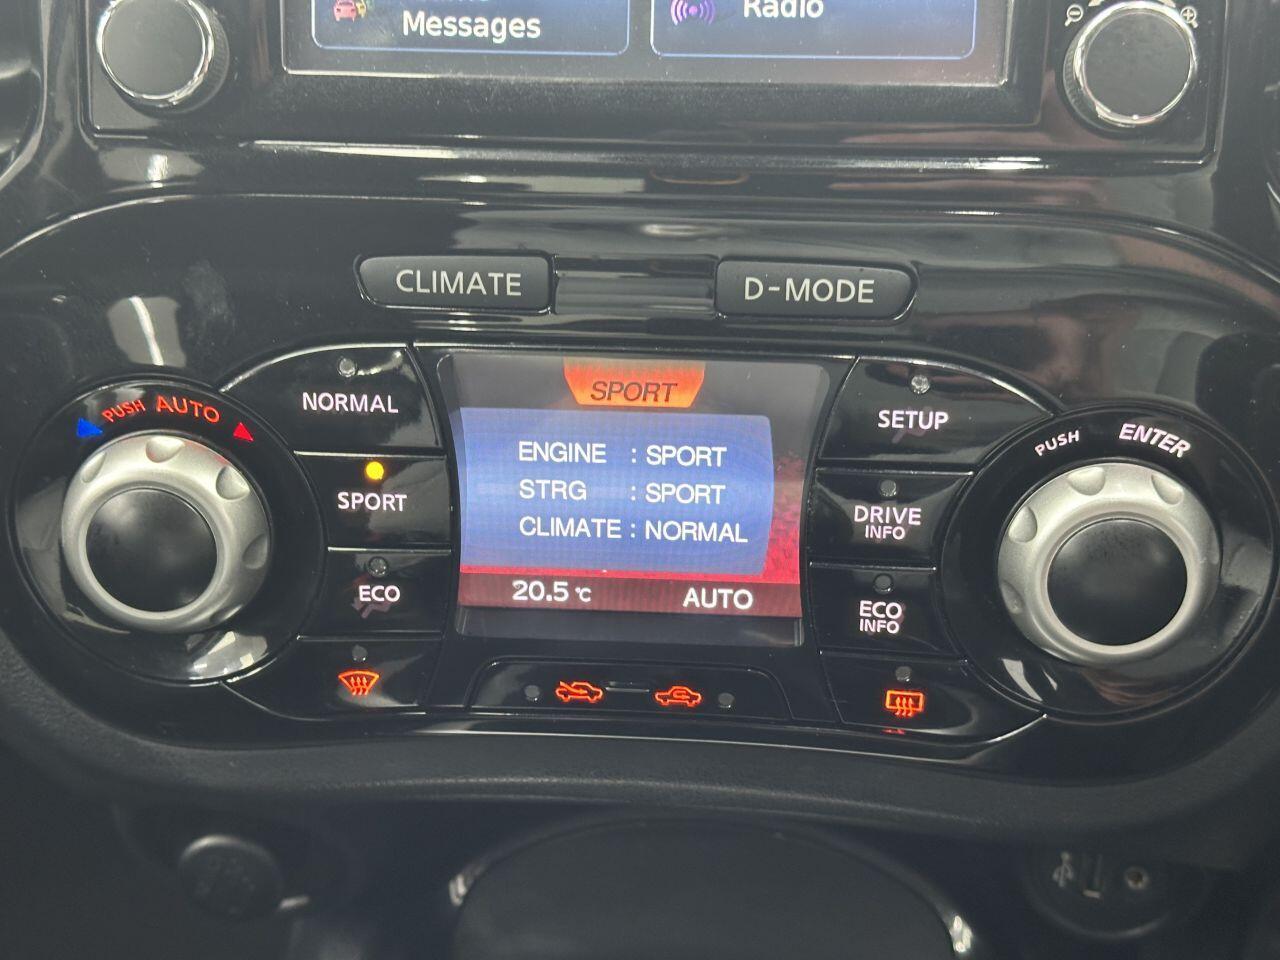 Messages
Radio
CLIMATE
D-MODE
PUSH AUTO
NORMAL
SPORT
ECO
SPORT
ENGINE : SPORT
STRG : SPORT
CLIMATE : NORMAL
20.5 °C AUTO
SETUP
DRIVE
INFO
ECO
INFO
PUSH ENTER